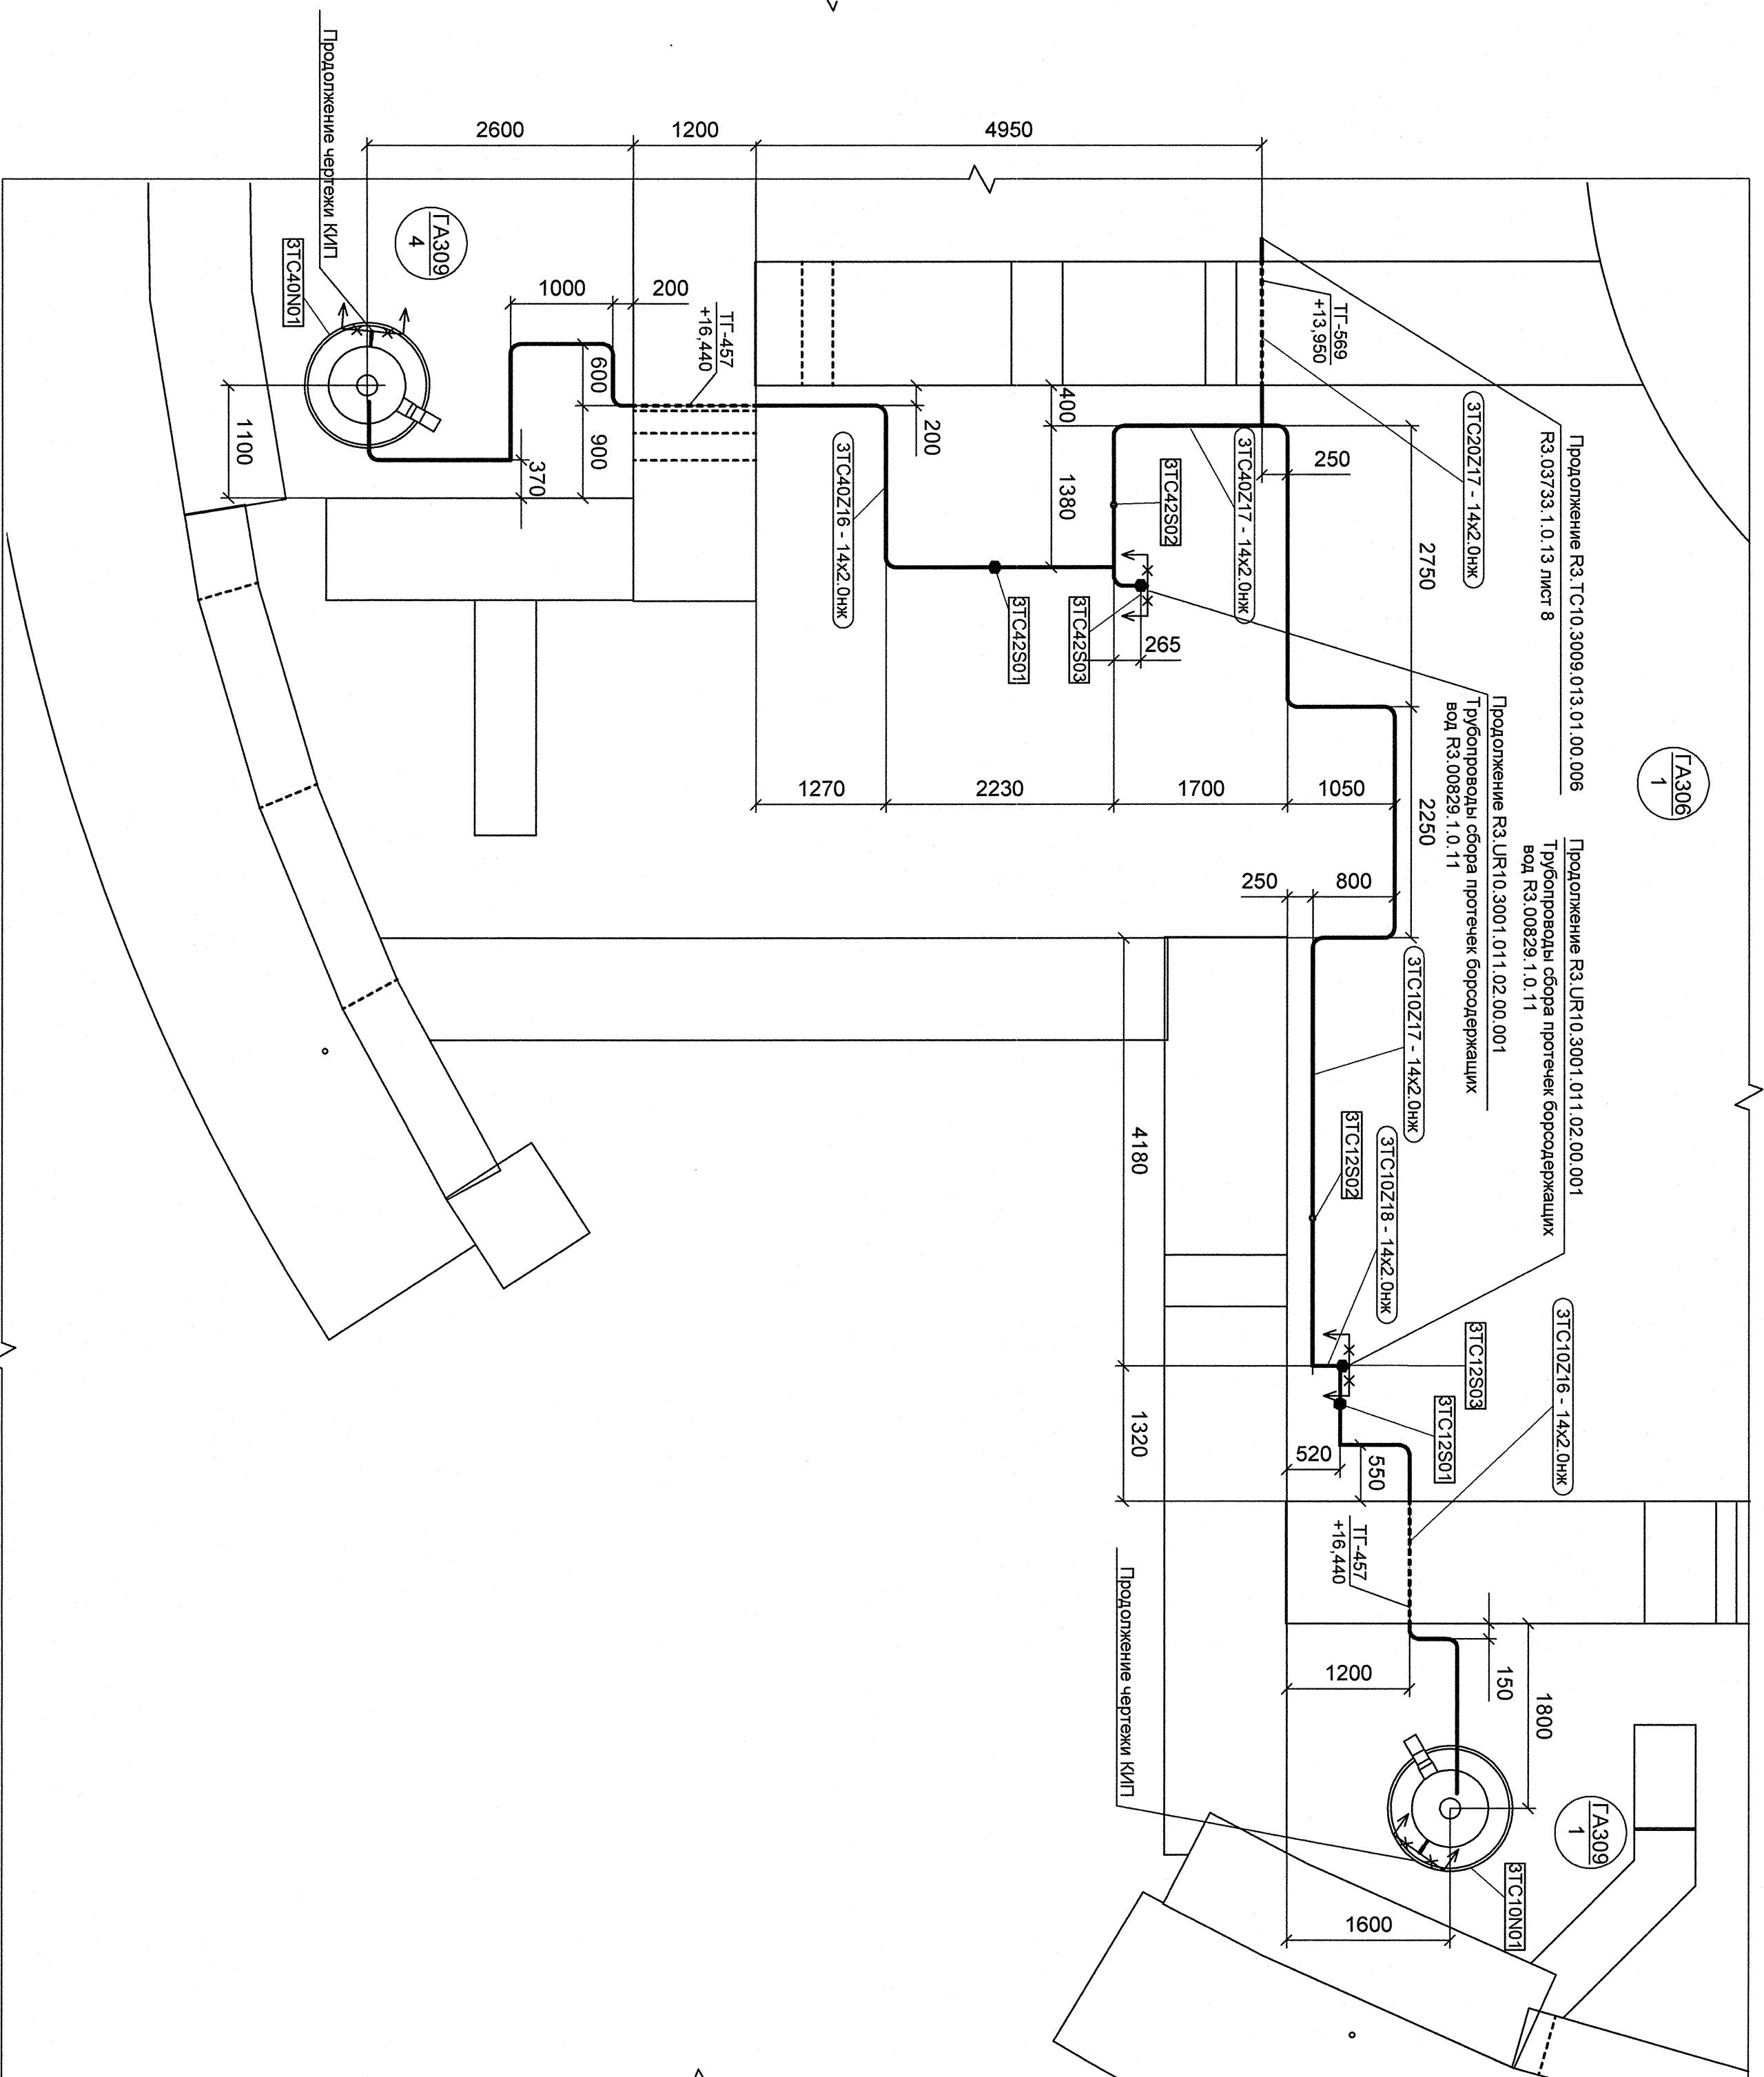 Продолжение чертежи КИП
2600
1200
4950
ГА309
4
3TC40N01
1000
200
ТГ-457
+16,440
600
900
370
1100
ТГ-569
+13,950
400
200
1380
250
3TC20Z17 - 14x2.0нж
3TC40Z17 - 14x2.0нж
3TC40Z16 - 14x2.0нж
3TC42S02
3TC42S01
3TC42S03
265
Продолжение R3.TC10.3009.013.01.00.006
R3.03733.1.0.13 лист 8
2750
2250
ГА306
1
Продолжение R3.UR10.3001.011.02.00.001
Трубопроводы сбора протечек борсодержащих
вод R3.00829.1.0.11
Продолжение R3.UR10.3001.011.02.00.001
Трубопроводы сбора протечек борсодержащих
вод R3.00829.1.0.11
1270
2230
1700
1050
250
800
3TC10Z17 - 14x2.0нж
3TC12S02
3TC10Z18 - 14x2.0нж
4180
3TC12S03
3TC12S01
3TC10Z16 - 14x2.0нж
1320
520
550
ТГ-457
+16,440
1200
150
1800
Продолжение чертежи КИП
ГА309
1
3TC10N01
1600